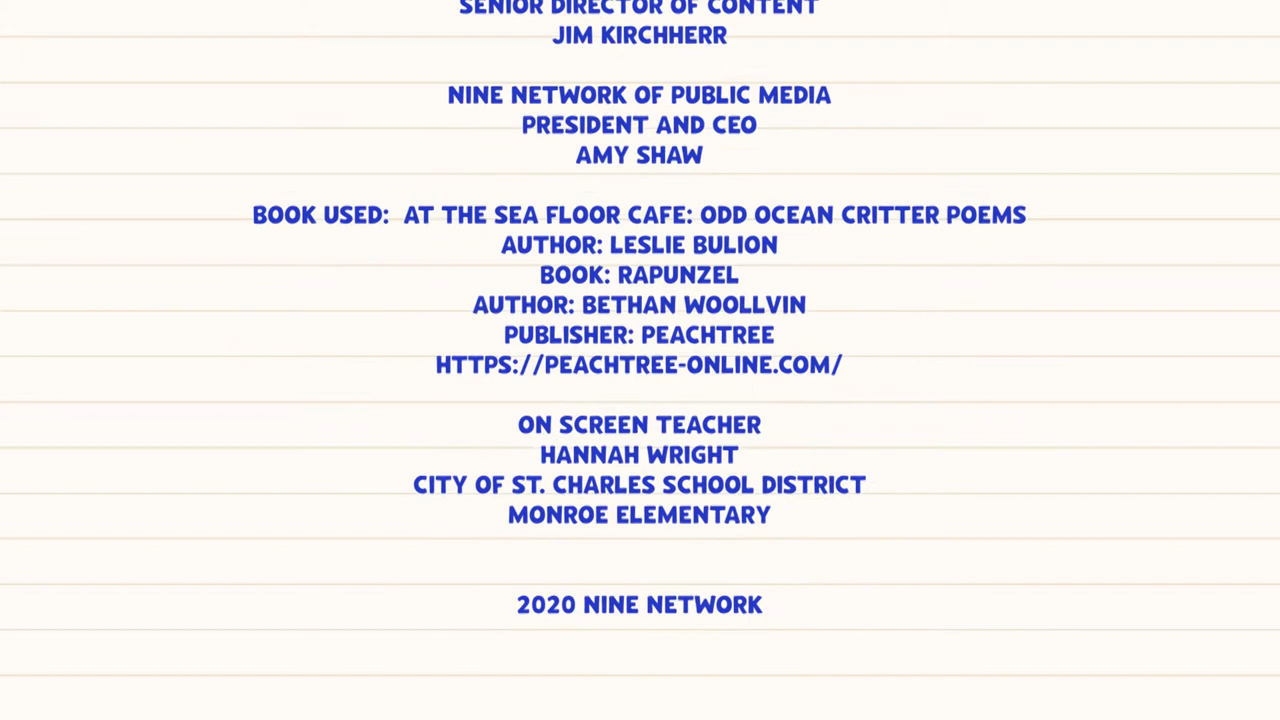 SENIOR DIRECTOR OF CONTENT
JIM KIRCHHERR
NINE NETWORK OF PUBLIC MEDIA
PRESIDENT AND CEO
AMY SHAW
BOOK USED: AT THE SEA FLOOR CAFE: ODD OCEAN CRITTER POEMS
AUTHOR: LESLIE BULION
BOOK: RAPUNZEL
AUTHOR: BETHAN WOOLLVIN
PUBLISHER: PEACHTREE
HTTPS://PEACHTREE-ONLINE.COM/
ON SCREEN TEACHER
HANNAH WRIGHT
CITY OF ST. CHARLES SCHOOL DISTRICT
MONROE ELEMENTARY
2020 NINE NETWORK